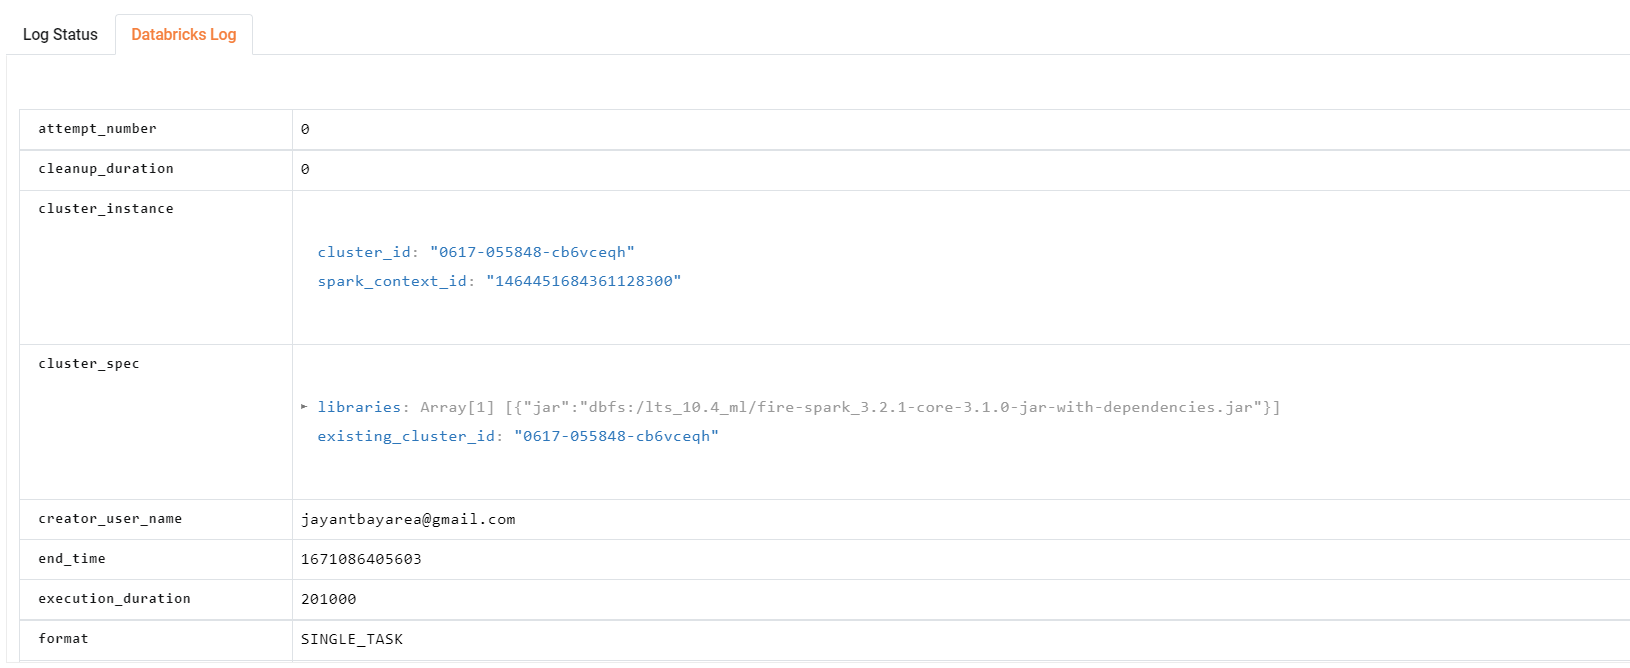 Log Status Databricks Log
attempt_number 0
cleanup_duration 0
cluster_instance
cluster_id: "0617-055848-cb6vceqh"
spark_context_id: "1464451684361128300"
cluster_spec
libraries: Array[1] [{"jar":"dbfs:/lts_10.4_ml/fire-spark_3.2.1-core-3.1.0-jar-with-dependencies.jar"}]
existing_cluster_id: "0617-055848-cb6vceqh"
creator_user_name jayantbayarea@gmail.com
end_time 1671086405603
execution_duration 201000
format SINGLE_TASK